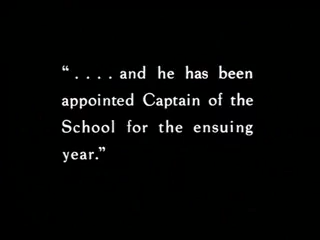 “ . . . . and he has been
appointed Captain of the
School for the ensuing
year.”